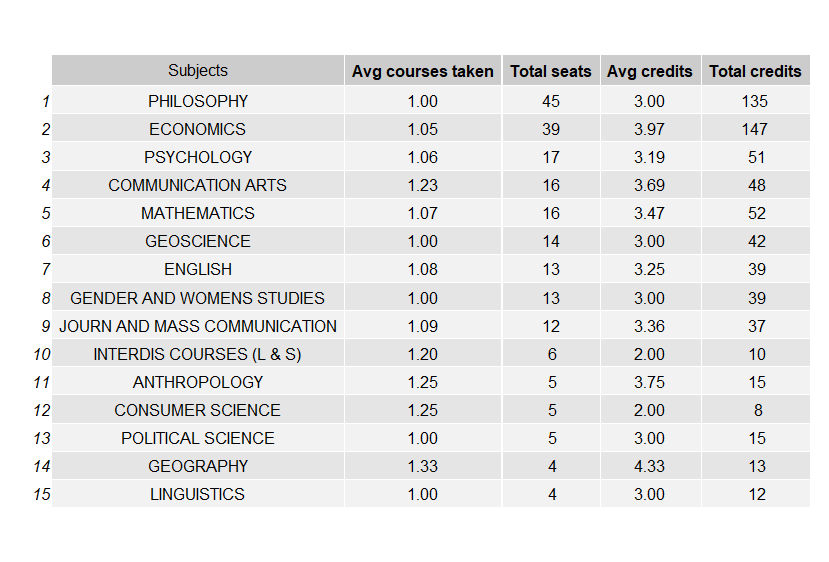 Subjects Avg courses taken Total seats Avg credits Total credits
1 PHILOSOPHY 1.00 45 3.00 135
2 ECONOMICS 1.05 39 3.97 147
3 PSYCHOLOGY 1.06 17 3.19 51
4 COMMUNICATION ARTS 1.23 16 3.69 48
5 MATHEMATICS 1.07 16 3.47 52
6 GEOSCIENCE 1.00 14 3.00 42
7 ENGLISH 1.08 13 3.25 39
8 GENDER AND WOMENS STUDIES 1.00 13 3.00 39
9 JOURN AND MASS COMMUNICATION 1.09 12 3.36 37
10 INTERDIS COURSES (L & S) 1.20 6 2.00 10
11 ANTHROPOLOGY 1.25 5 3.75 15
12 CONSUMER SCIENCE 1.25 5 2.00 8
13 POLITICAL SCIENCE 1.00 5 3.00 15
14 GEOGRAPHY 1.33 4 4.33 13
15 LINGUISTICS 1.00 4 3.00 12